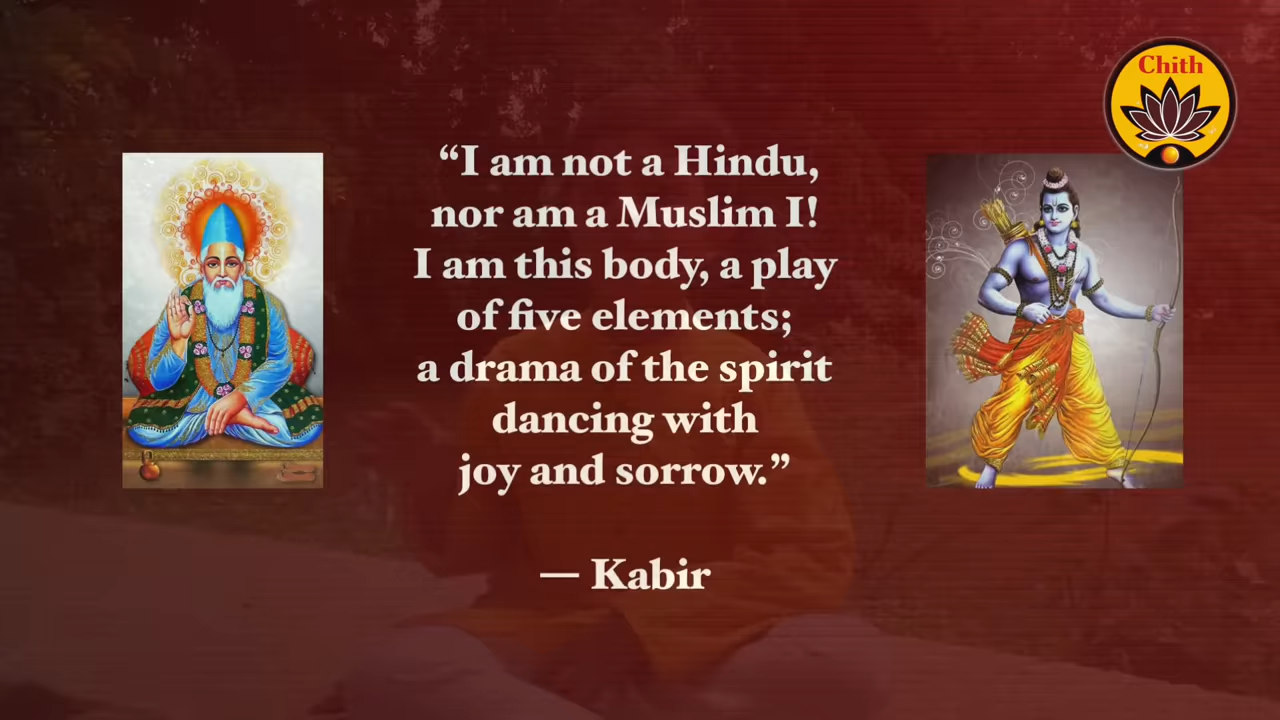 Chith
“I am not a Hindu,
nor am a Muslim I!
I am this body, a play
of five elements;
a drama of the spirit
dancing with
joy and sorrow.”
— Kabir